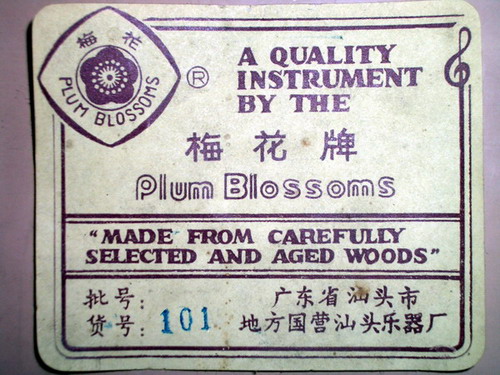 梅花
PLUM BLOSSOMS
®
A QUALITY
INSTRUMENT
BY THE
梅花牌
Plum Blossoms
"MADE FROM CAREFULLY
SELECTED AND AGED WOODS"
批号:
货号: 101
广东省汕头市
地方国营汕头乐器厂